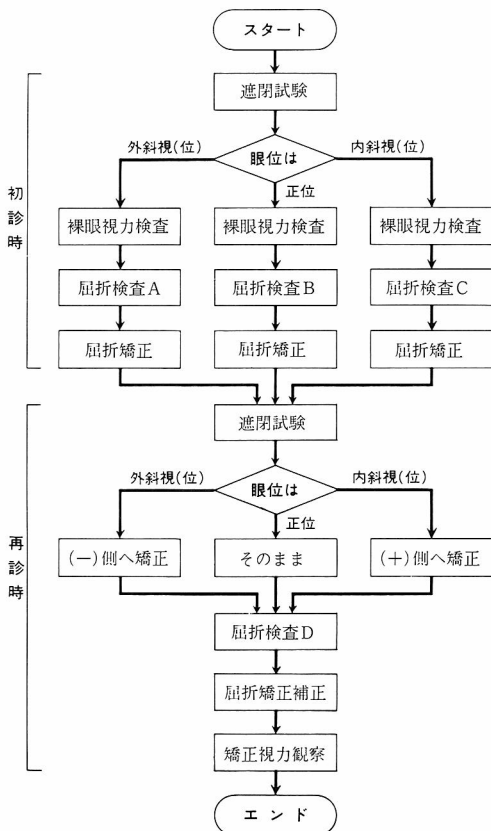 スタート
遮閉試験
眼位は
外斜視(位)
内斜視(位)
正位
裸眼視力検査
裸眼視力検査
裸眼視力検査
屈折検査A
屈折検査B
屈折検査C
屈折矯正
屈折矯正
屈折矯正
初診時
遮閉試験
眼位は
外斜視(位)
内斜視(位)
正位
(-)側へ矯正
そのまま
(+)側へ矯正
屈折検査D
屈折矯正補正
矯正視力観察
再診時
エンド